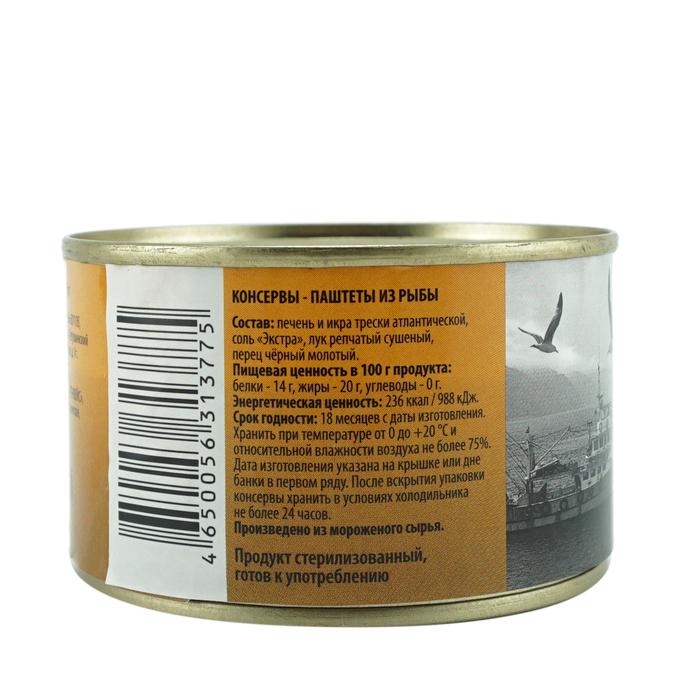 КОНСЕРВЫ - ПАШТЕТЫ ИЗ РЫБЫ
Состав: печень и икра трески атлантической,
соль «Экстра», лук репчатый сушеный,
перец чёрный молотый.
Пищевая ценность в 100 г продукта:
белки - 14 г, жиры - 20 г, углеводы - 0 г.
Энергетическая ценность: 236 ккал / 988 кДж.
Срок годности: 18 месяцев с даты изготовления.
Хранить при температуре от 0 до +20 °С и
относительной влажности воздуха не более 75%.
Дата изготовления указана на крышке или дне
банки в первом ряду. После вскрытия упаковки
консервы хранить в условиях холодильника
не более 24 часов.
Произведено из мороженого сырья.
Продукт стерилизованный,
готов к употреблению
4 650056 313775